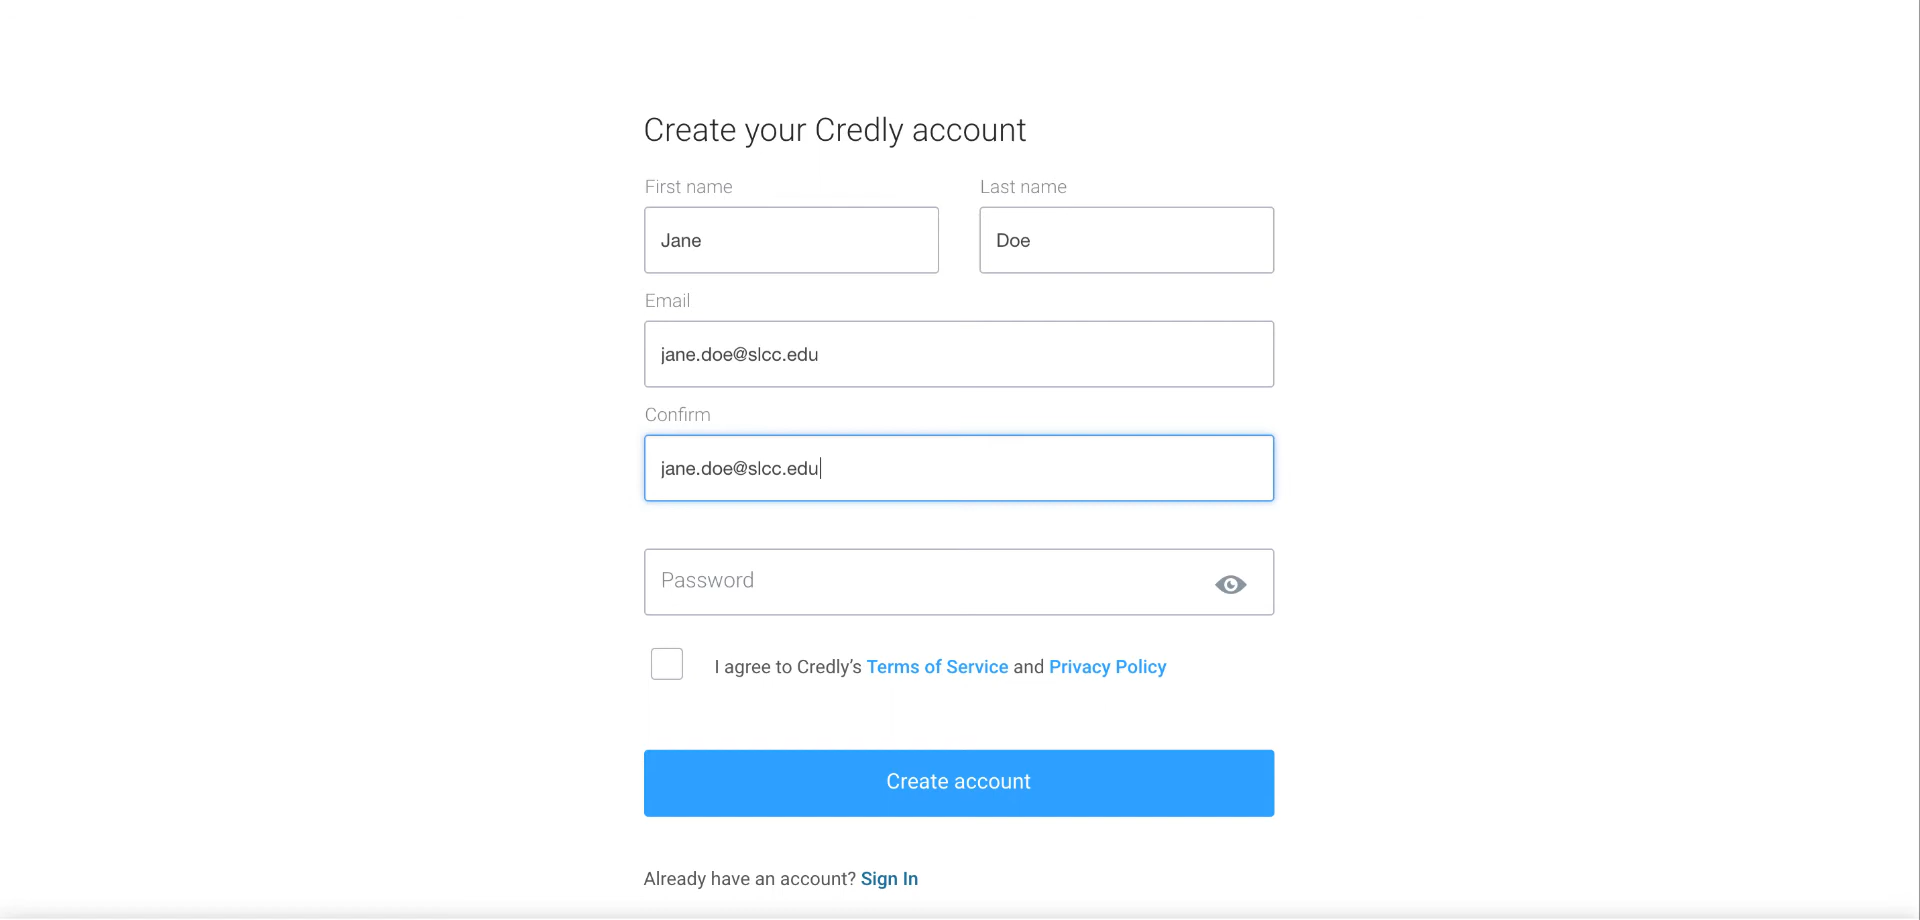 Create your Credly account
First name
Last name
Jane
Doe
Email
jane.doe@slcc.edu
Confirm
jane.doe@slcc.edu
Password
I agree to Credly’s Terms of Service and Privacy Policy
Create account
Already have an account? Sign In